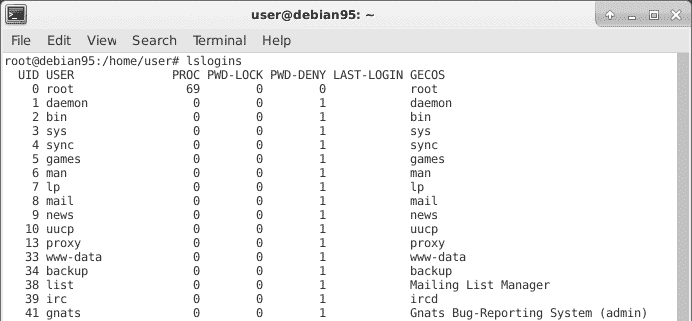 user@debian95: ~
File Edit View Search Terminal Help
root@debian95:/home/user# lslogins
UID USER PROC PWD-LOCK PWD-DENY LAST-LOGIN GECOS
0 root 69 0 0 root
1 daemon 0 0 1 daemon
2 bin 0 0 1 bin
3 sys 0 0 1 sys
4 sync 0 0 1 sync
5 games 0 0 1 games
6 man 0 0 1 man
7 lp 0 0 1 lp
8 mail 0 0 1 mail
9 news 0 0 1 news
10 uucp 0 0 1 uucp
13 proxy 0 0 1 proxy
33 www-data 0 0 1 www-data
34 backup 0 0 1 backup
38 list 0 0 1 Mailing List Manager
39 irc 0 0 1 ircd
41 gnats 0 0 1 Gnats Bug-Reporting System (admin)